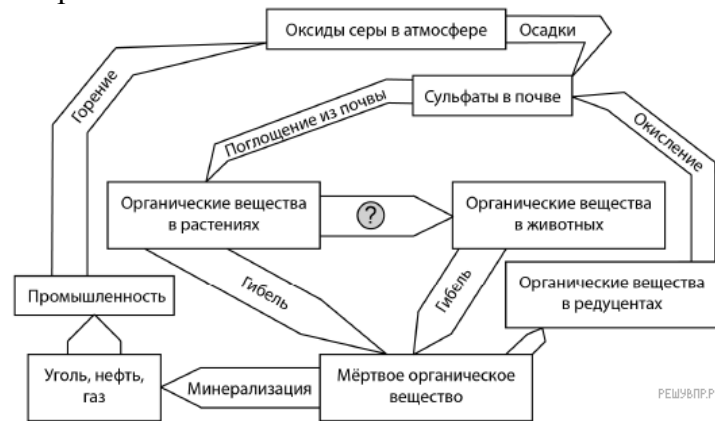 Оксиды серы в атмосфере
Осадки
Горение
Поглощение из почвы
Сульфаты в почве
Окисление
Органические вещества
в растениях
?
Органические вещества
в животных
Гибель
Гибель
Промышленность
Органические вещества
в редуцентах
Уголь, нефть,
газ
Минерализация
Мёртвое органическое
вещество
РЕШУВПР.Р